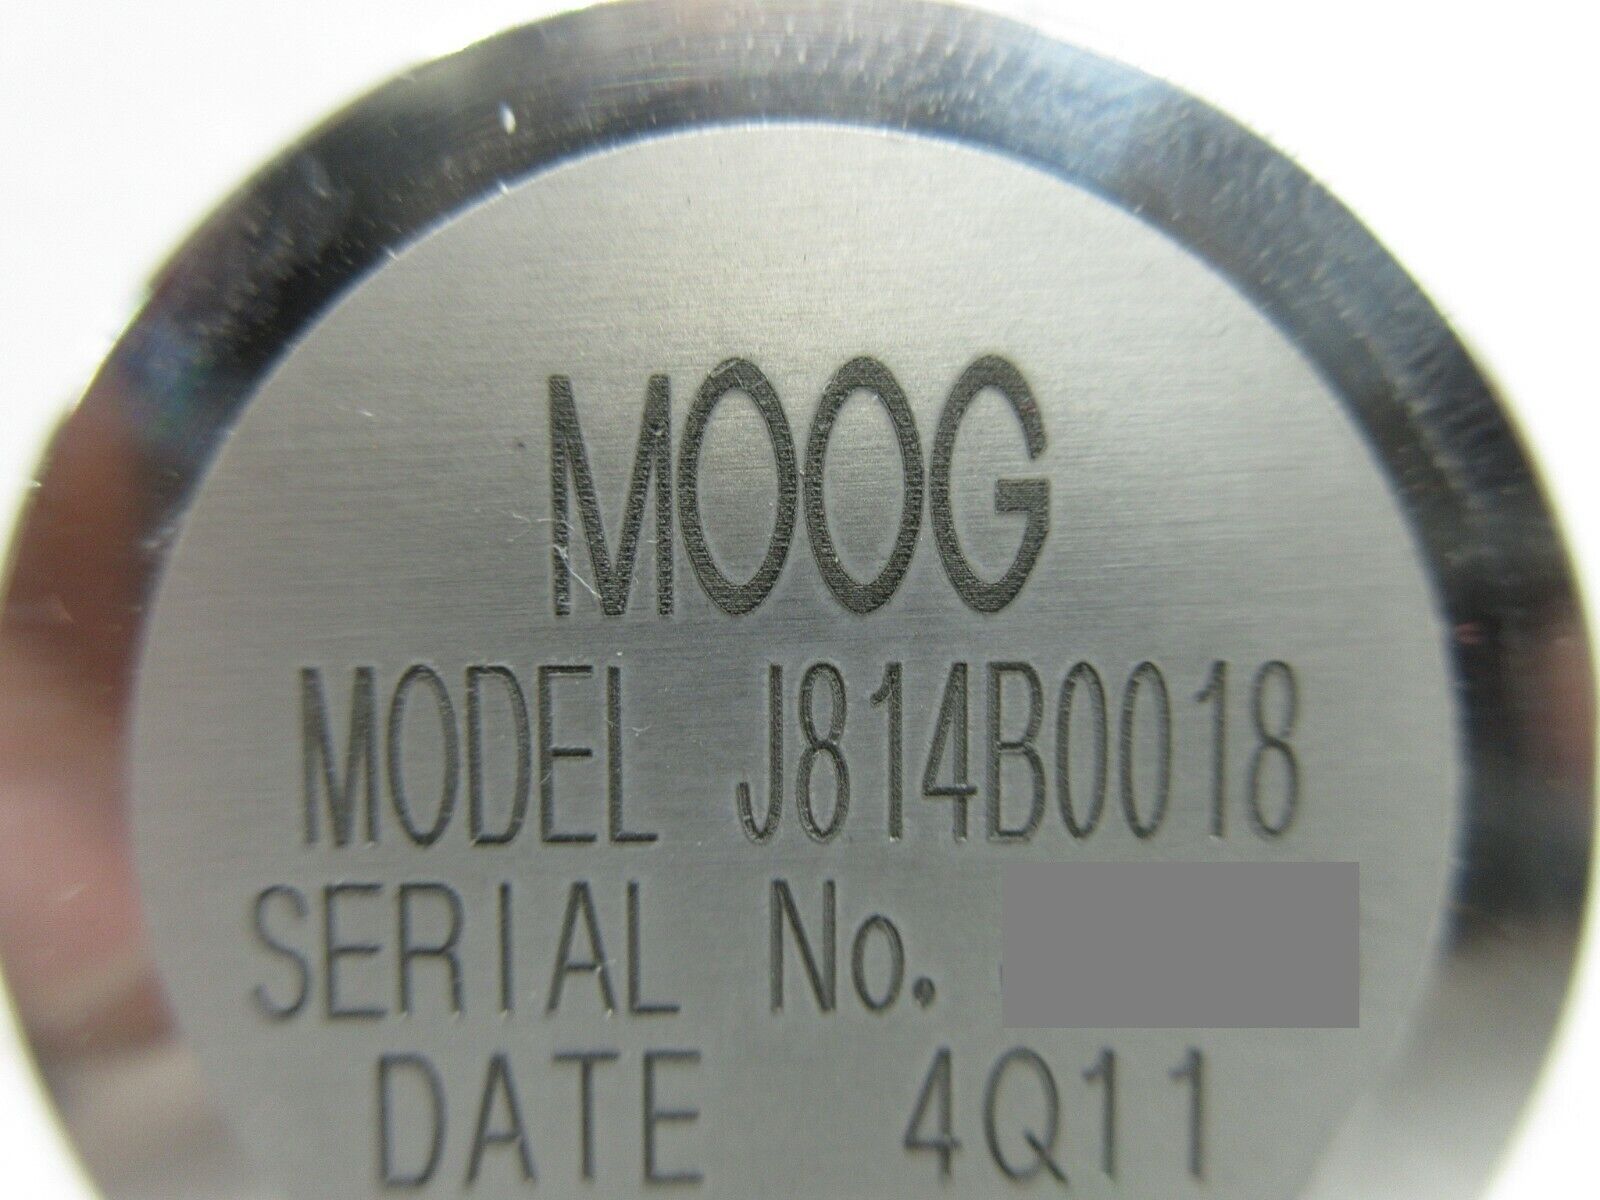 MOOG
MODEL J814B0018
SERIAL No.
DATE 4Q11